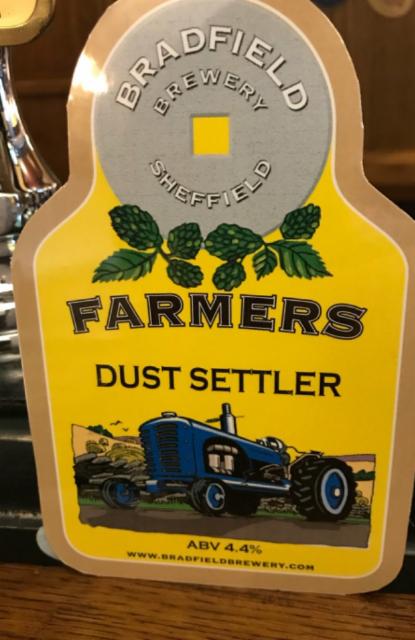 BRADFIELD
BREWERY
SHEFFIELD
FARMERS
DUST SETTLER
ABV 4.4%
WWW.BRADFIELDBREWERY.COM